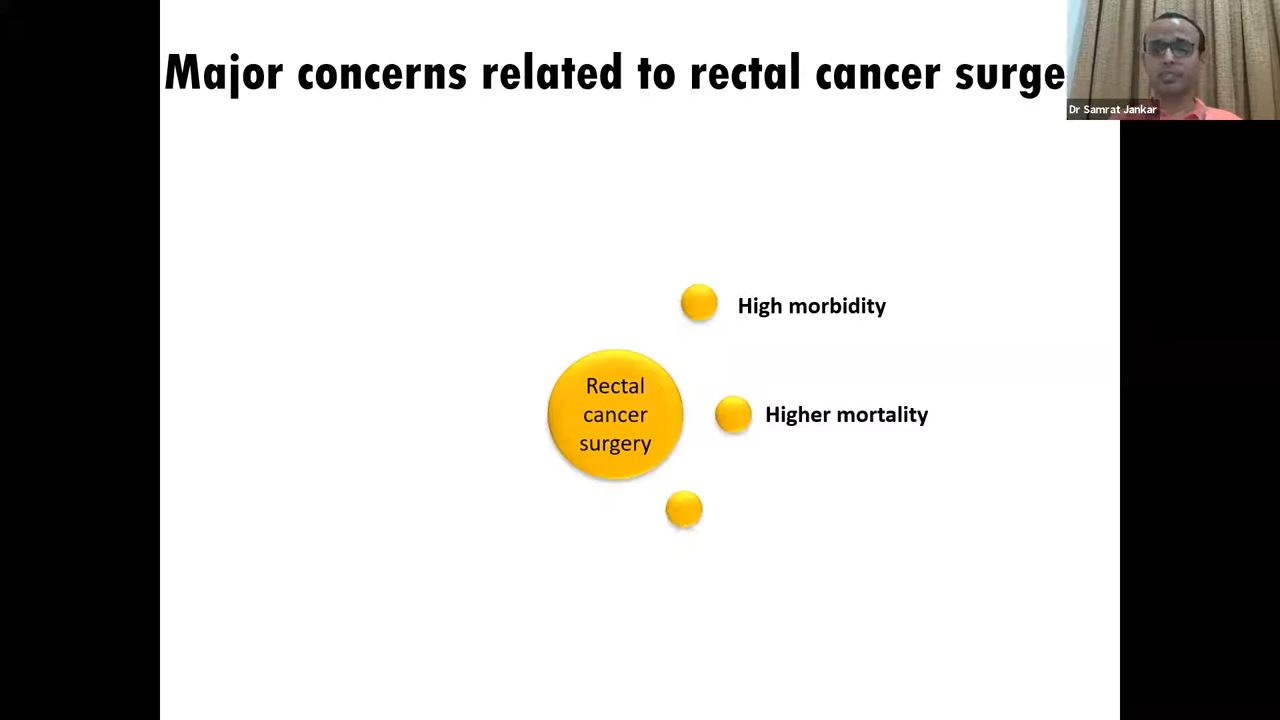 Major concerns related to rectal cancer surge
Dr Samrat Jankar
High morbidity
Rectal
cancer
surgery
Higher mortality